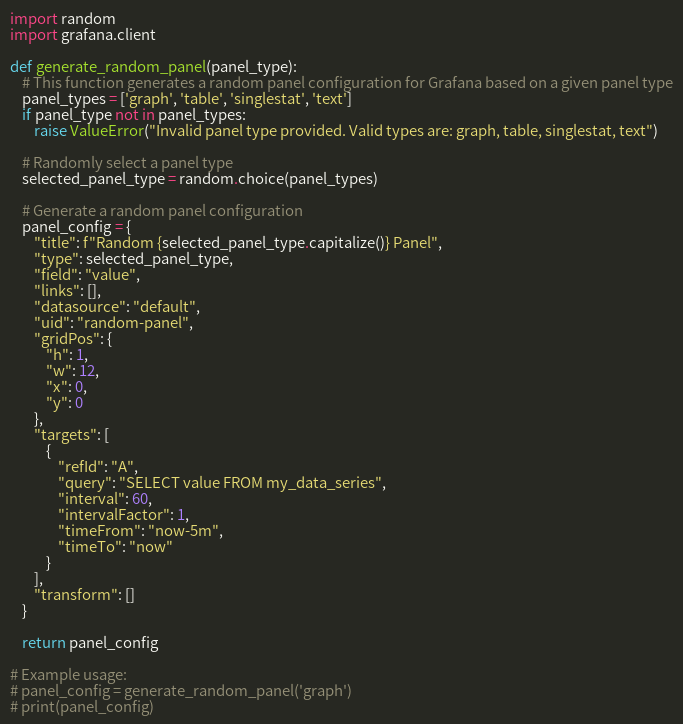 import random
import grafana.client

def generate_random_panel(panel_type):
    # This function generates a random panel configuration for Grafana based on a given panel type
    panel_types = ['graph', 'table', 'singlestat', 'text']
    if panel_type not in panel_types:
        raise ValueError("Invalid panel type provided. Valid types are: graph, table, singlestat, text")

    # Randomly select a panel type
    selected_panel_type = random.choice(panel_types)

    # Generate a random panel configuration
    panel_config = {
        "title": f"Random {selected_panel_type.capitalize()} Panel",
        "type": selected_panel_type,
        "field": "value",
        "links": [],
        "datasource": "default",
        "uid": "random-panel",
        "gridPos": {
            "h": 1,
            "w": 12,
            "x": 0,
            "y": 0
        },
        "targets": [
            {
                "refId": "A",
                "query": "SELECT value FROM my_data_series",
                "interval": 60,
                "intervalFactor": 1,
                "timeFrom": "now-5m",
                "timeTo": "now"
            }
        ],
        "transform": []
    }

    return panel_config

# Example usage:
# panel_config = generate_random_panel('graph')
# print(panel_config)